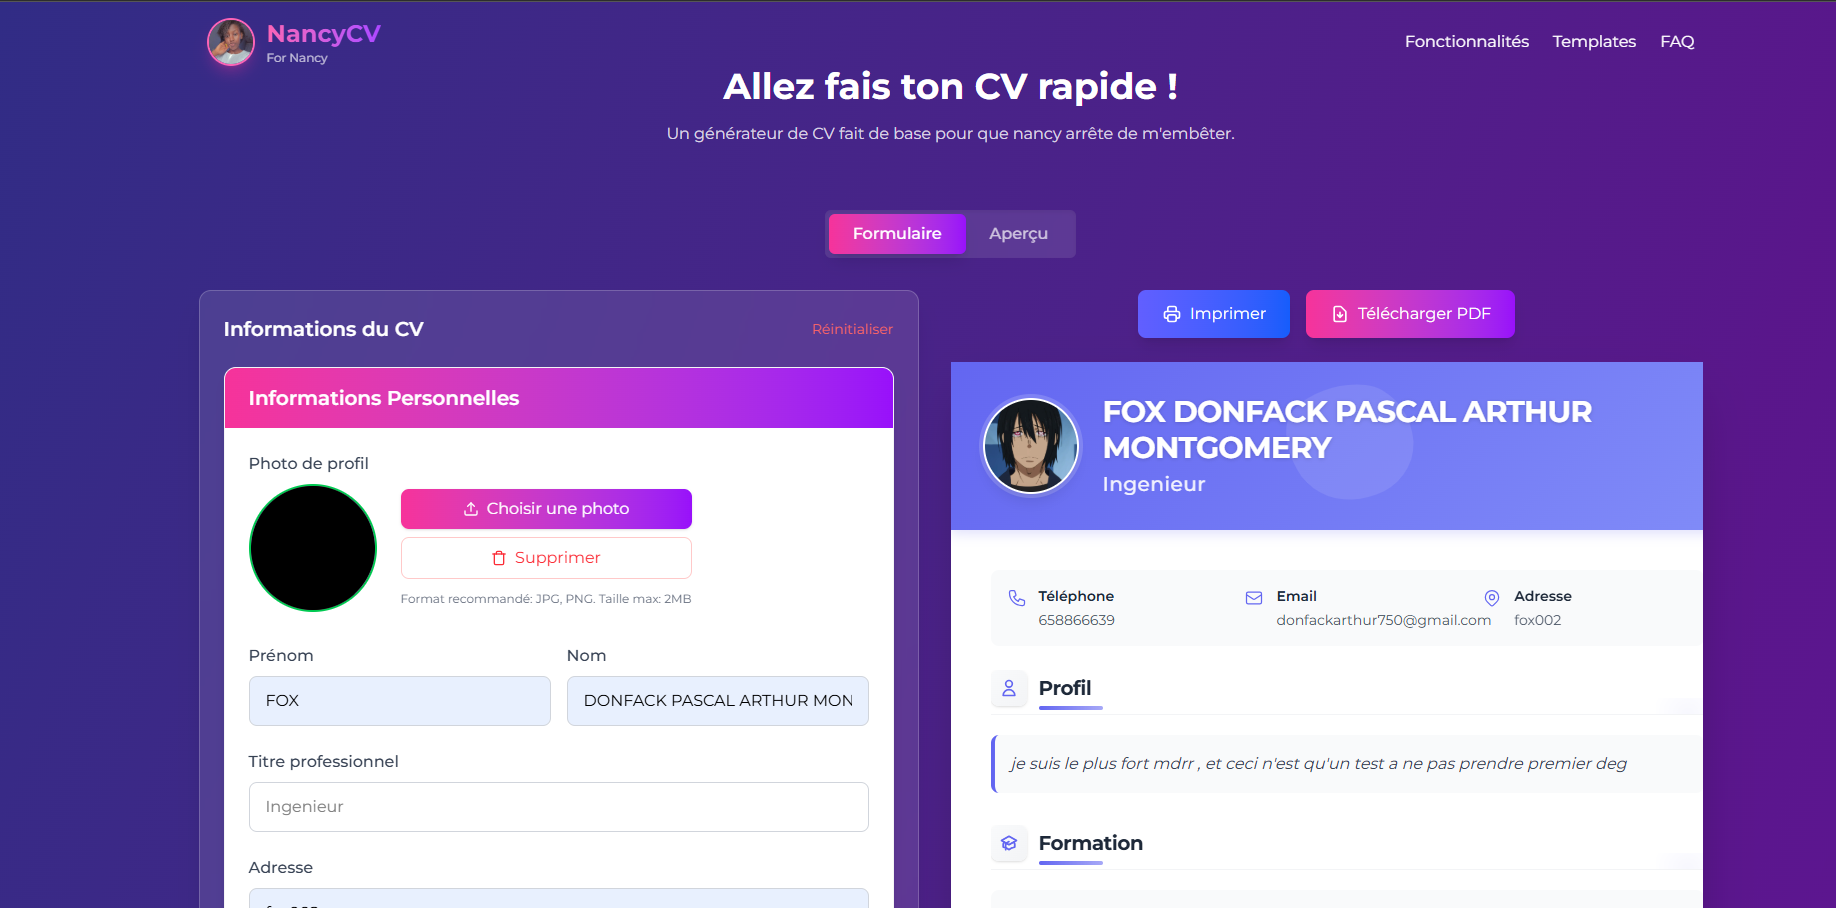 NancyCV
For Nancy
Fonctionnalités Templates FAQ
Allez fais ton CV rapide !
Un générateur de CV fait de base pour que nancy arrête de m'embêter.
Formulaire Aperçu
Informations du CV
Réinitialiser
Informations Personnelles
Photo de profil
Choisir une photo
Supprimer
Format recommandé: JPG, PNG. Taille max: 2MB
Prénom
Nom
FOX
DONFACK PASCAL ARTHUR MON
Titre professionnel
Ingenieur
Adresse
Imprimer
Télécharger PDF
FOX DONFACK PASCAL ARTHUR
MONTGOMERY
Ingenieur
Téléphone
658866639
Email
donfackarthur750@gmail.com
Adresse
fox002
Profil
je suis le plus fort mdrr , et ceci n'est qu'un test a ne pas prendre premier deg
Formation